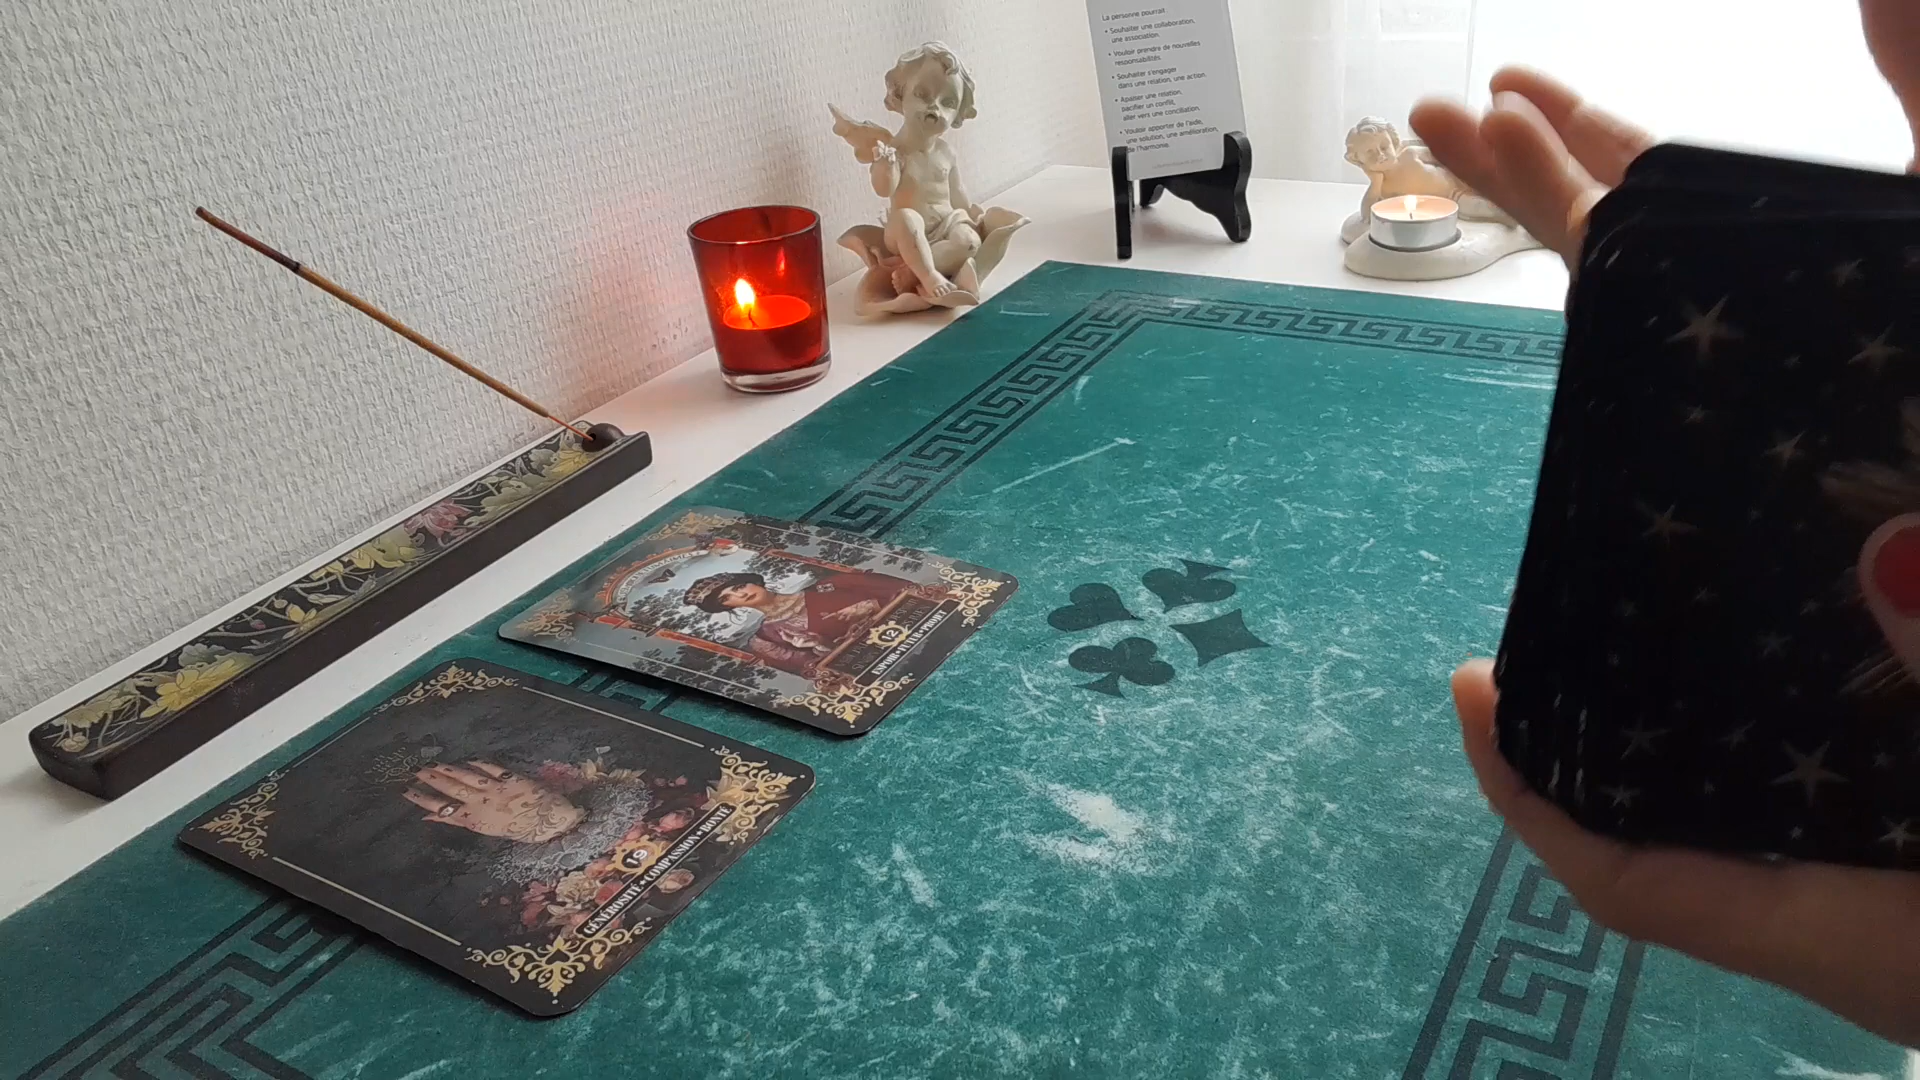 La personne pourrait
• Souhaiter une collaboration,
une association.
• Vouloir prendre de nouvelles
responsabilités.
• Souhaiter s'engager
dans une relation, une action.
• Apaiser une relation,
pacifier un conflit,
aller vers une conciliation,
• Vouloir apporter de l'aide,
une solution, une amélioration,
de l'harmonie.
12
ESPOIR • FUTUR • PROJET
19
GÉNÉROSITÉ • COMPASSION • BONTÉ